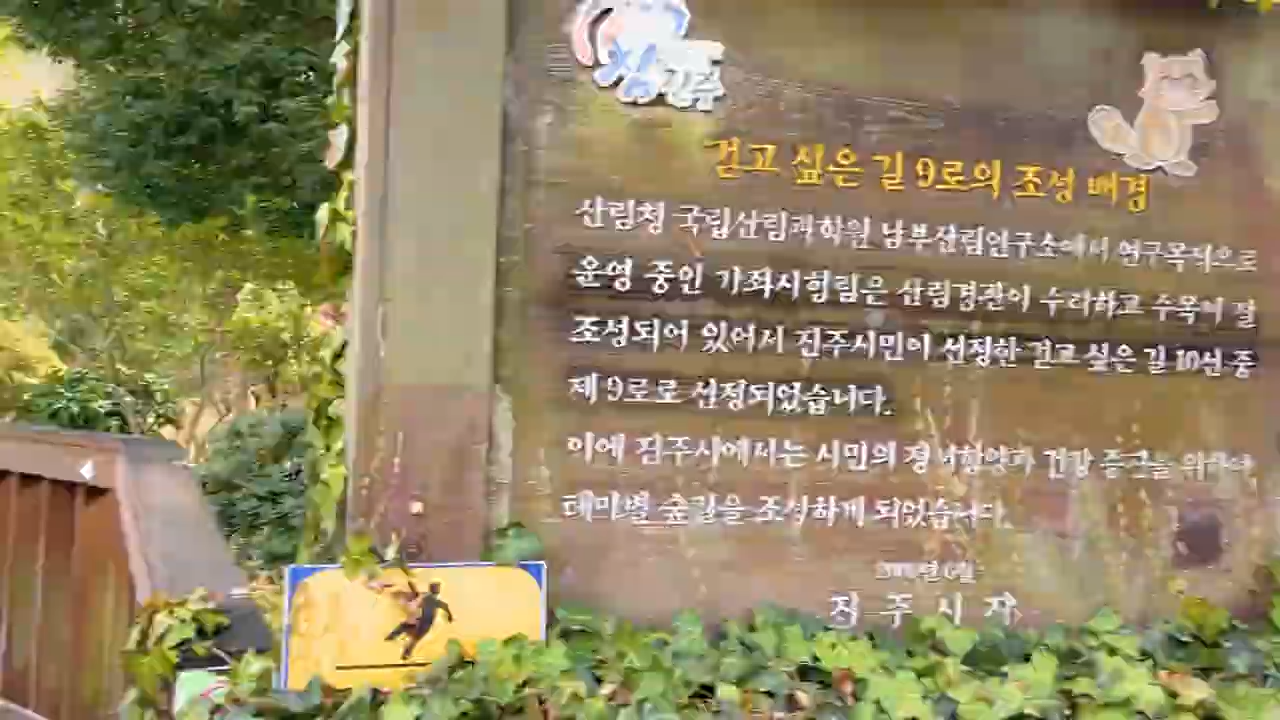 참진주
걷고 싶은 길 9로의 조성 배경
산림청 국립산림과학원 남부산림연구소에서 연구목적으로
운영 중인 가좌시험림은 산림경관이 수려하고 수목이 잘
조성되어 있어서 진주시민이 선정한 걷고 싶은 길 10선 중
제 9로로 선정되었습니다.
이에 진주시에서는 시민의 정서함양과 건강 증진을 위하여
테마별 숲길을 조성하게 되었습니다.
진 주 시 장